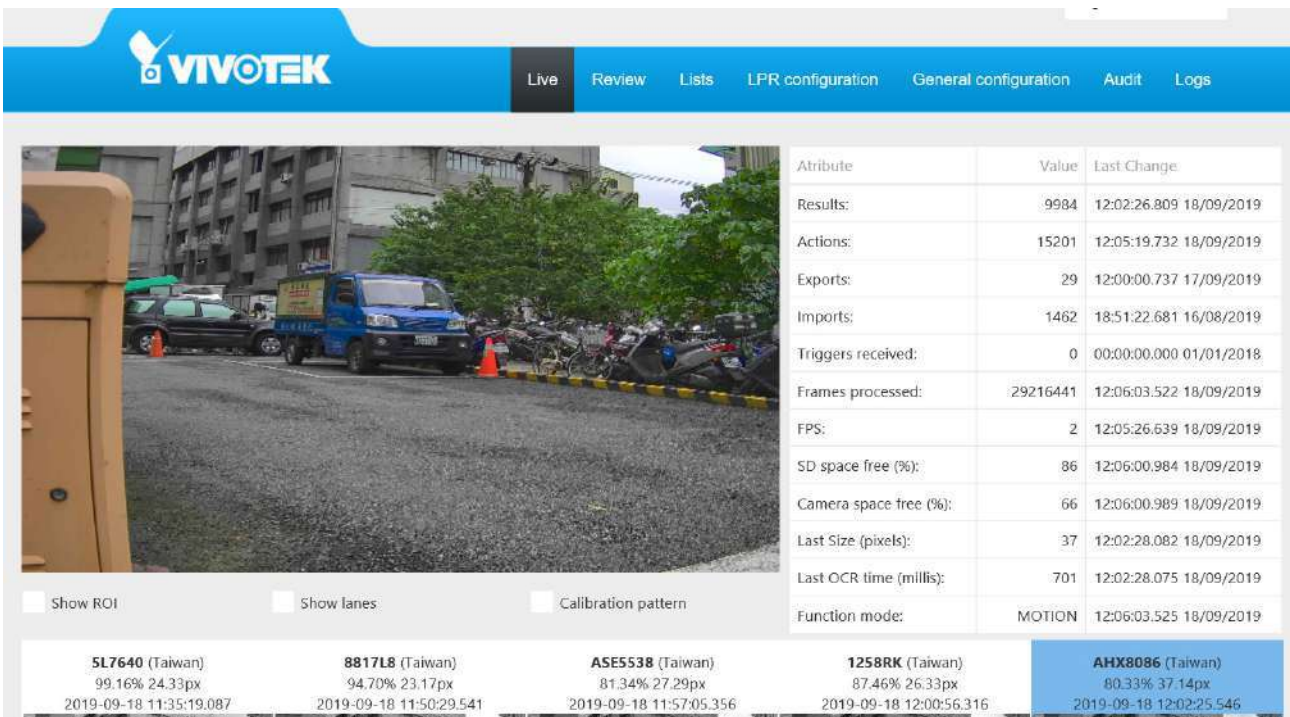 VIVOTEK
Live Review Lists LPR configuration General configuration Audit Logs
Atribute Value Last Change
Results: 9984 12:02:26.809 18/09/2019
Actions: 15201 12:05:19.732 18/09/2019
Exports: 29 12:00:00.737 17/09/2019
Imports: 1462 18:51:22.681 16/08/2019
Triggers received: 0 00:00:00.000 01/01/2018
Frames processed: 29216441 12:06:03.522 18/09/2019
FPS: 2 12:05:26.639 18/09/2019
SD space free (%): 86 12:06:00.984 18/09/2019
Camera space free (%): 66 12:06:00.989 18/09/2019
Last Size (pixels): 37 12:02:28.082 18/09/2019
Last OCR time (millis): 701 12:02:28.075 18/09/2019
Function mode: MOTION 12:06:03.525 18/09/2019
Show ROI Show lanes Calibration pattern
5L7640 (Taiwan) 8817L8 (Taiwan) ASE5538 (Taiwan) 1258RK (Taiwan) AHX8086 (Taiwan)
99.16% 24.33px 94.70% 23.17px 81.34% 27.29px 87.46% 26.33px 80.33% 37.14px
2019-09-18 11:35:19.087 2019-09-18 11:50:29.541 2019-09-18 11:57:05.356 2019-09-18 12:00:56.316 2019-09-18 12:02:25.546